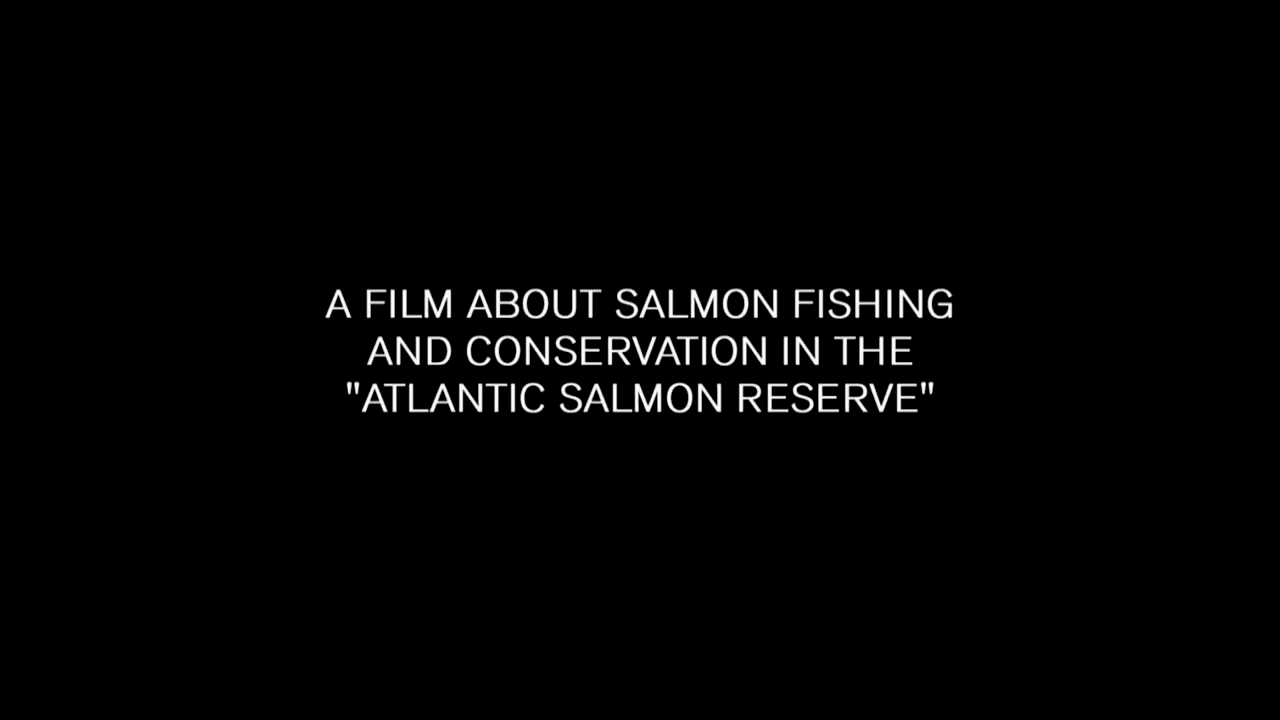 A FILM ABOUT SALMON FISHING
AND CONSERVATION IN THE
"ATLANTIC SALMON RESERVE"